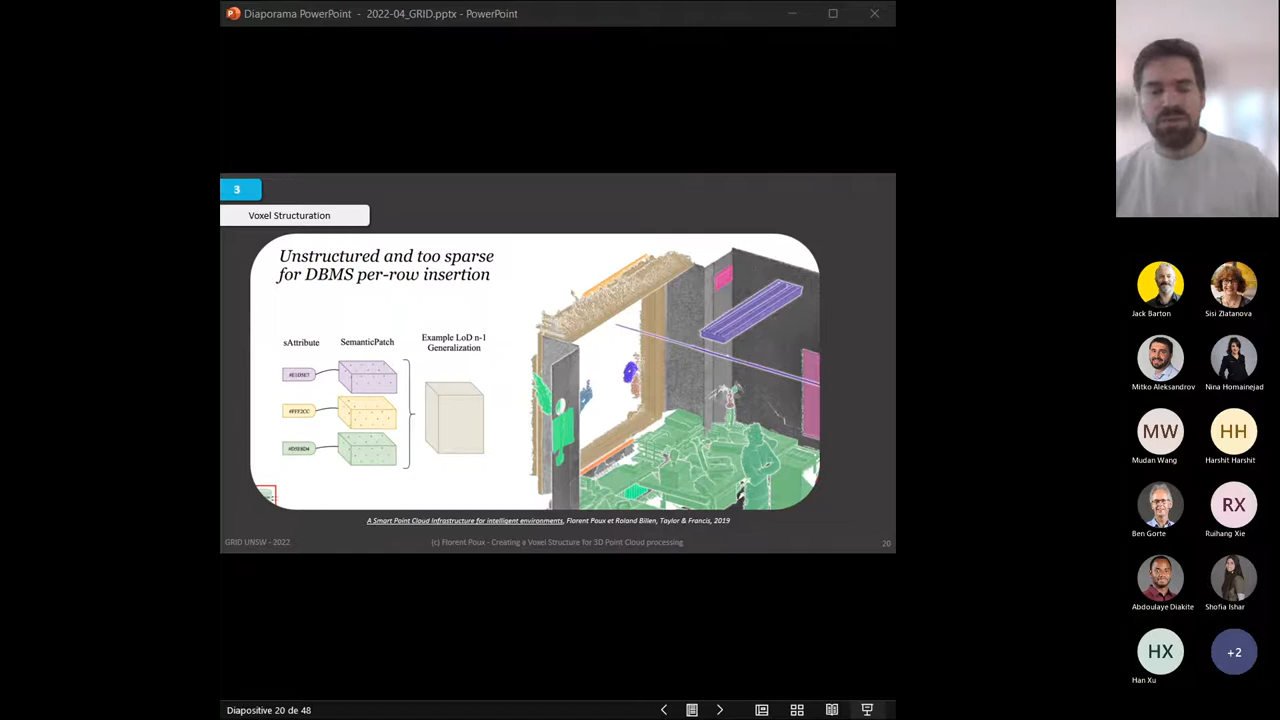 Diaporama PowerPoint - 2022-04_GRID.pptx - PowerPoint
3
Voxel Structuration
Unstructured and too sparse
for DBMS per-row insertion
sAttribute
SemanticPatch
Example LoD n-1
Generalization
A Smart Point Cloud Infrastructure for intelligent environments, Florent Poux et Roland Billen, Taylor & Francis, 2019
GRID UNSW - 2022
(c) Florent Poux - Creating a Voxel Structure for 3D Point Cloud processing
20
Diapositive 20 de 48
Jack Barton
Sisi Zlatanova
Mitko Aleksandrov
Nina Homainejad
MW
HH
Mudan Wang
Harshit Harshit
RX
Ben Gorte
Ruihang Xie
Abdoulaye Diakite
Shofia Ishar
HX
+2
Han Xu